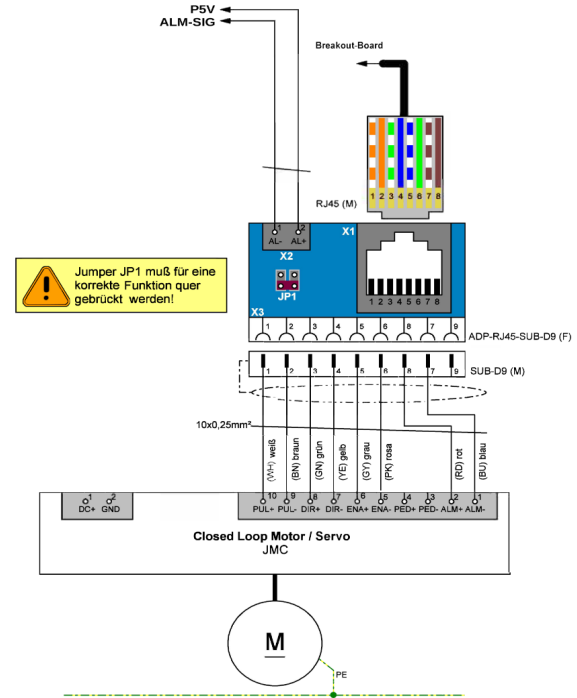 P5V
ALM-SIG
Breakout-Board
1 2 3 4 5 6 7 8
RJ45 (M)
1 2
AL- AL+
X2
X1
JP1
1 2 3 4 5 6 7 8
X3
Jumper JP1 muß für eine
korrekte Funktion quer
gebrückt werden!
1 2 3 4 5 6 8 7 9
ADP-RJ45-SUB-D9 (F)
1 2 3 4 5 6 8 7 9
SUB-D9 (M)
10x0,25mm²
(WH) weiß
(BN) braun
(GN) grün
(YE) gelb
(GY) grau
(PK) rosa
(RD) rot
(BU) blau
1 2
DC+ GND
10 9 8 7 6 5 4 3 2 1
PUL+ PUL- DIR+ DIR- ENA+ ENA- PED+ PED- ALM+ ALM-
Closed Loop Motor / Servo
JMC
M
PE